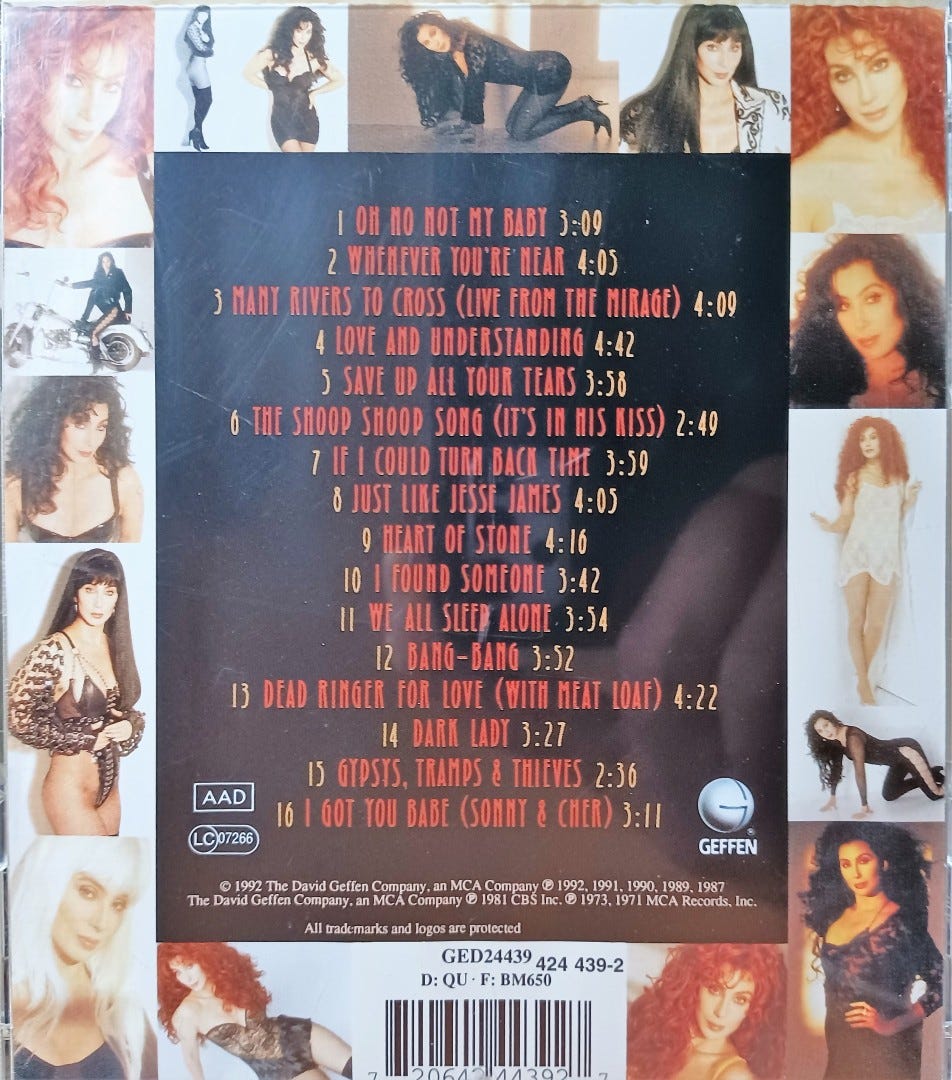 1 OH NO NOT MY BABY 3:09
2 WHENEVER YOU'RE NEAR 4:05
3 MANY RIVERS TO CROSS (LIVE FROM THE MIRAGE) 4:09
4 LOVE AND UNDERSTANDING 4:42
5 SAVE UP ALL YOUR TEARS 3:58
6 THE SHOOP SHOOP SONG (IT'S IN HIS KISS) 2:49
7 IF I COULD TURN BACK TIME 3:59
8 JUST LIKE JESSE JAMES 4:05
9 HEART OF STONE 4:16
10 I FOUND SOMEONE 3:42
11 WE ALL SLEEP ALONE 3:54
12 BANG-BANG 3:52
13 DEAD RINGER FOR LOVE (WITH MEAT LOAF) 4:22
14 DARK LADY 3:27
15 GYPSYS, TRAMPS & THIEVES 2:36
16 I GOT YOU BABE (SONNY & CHER) 3:11
AAD
LC 07266
G
®
GEFFEN
© 1992 The David Geffen Company, an MCA Company ℗ 1992, 1991, 1990, 1989, 1987
The David Geffen Company, an MCA Company ℗ 1981 CBS Inc. ℗ 1973, 1971 MCA Records, Inc.
All trademarks and logos are protected
GED24439 424 439-2
D: QU · F: BM650
7 20642 44392 7